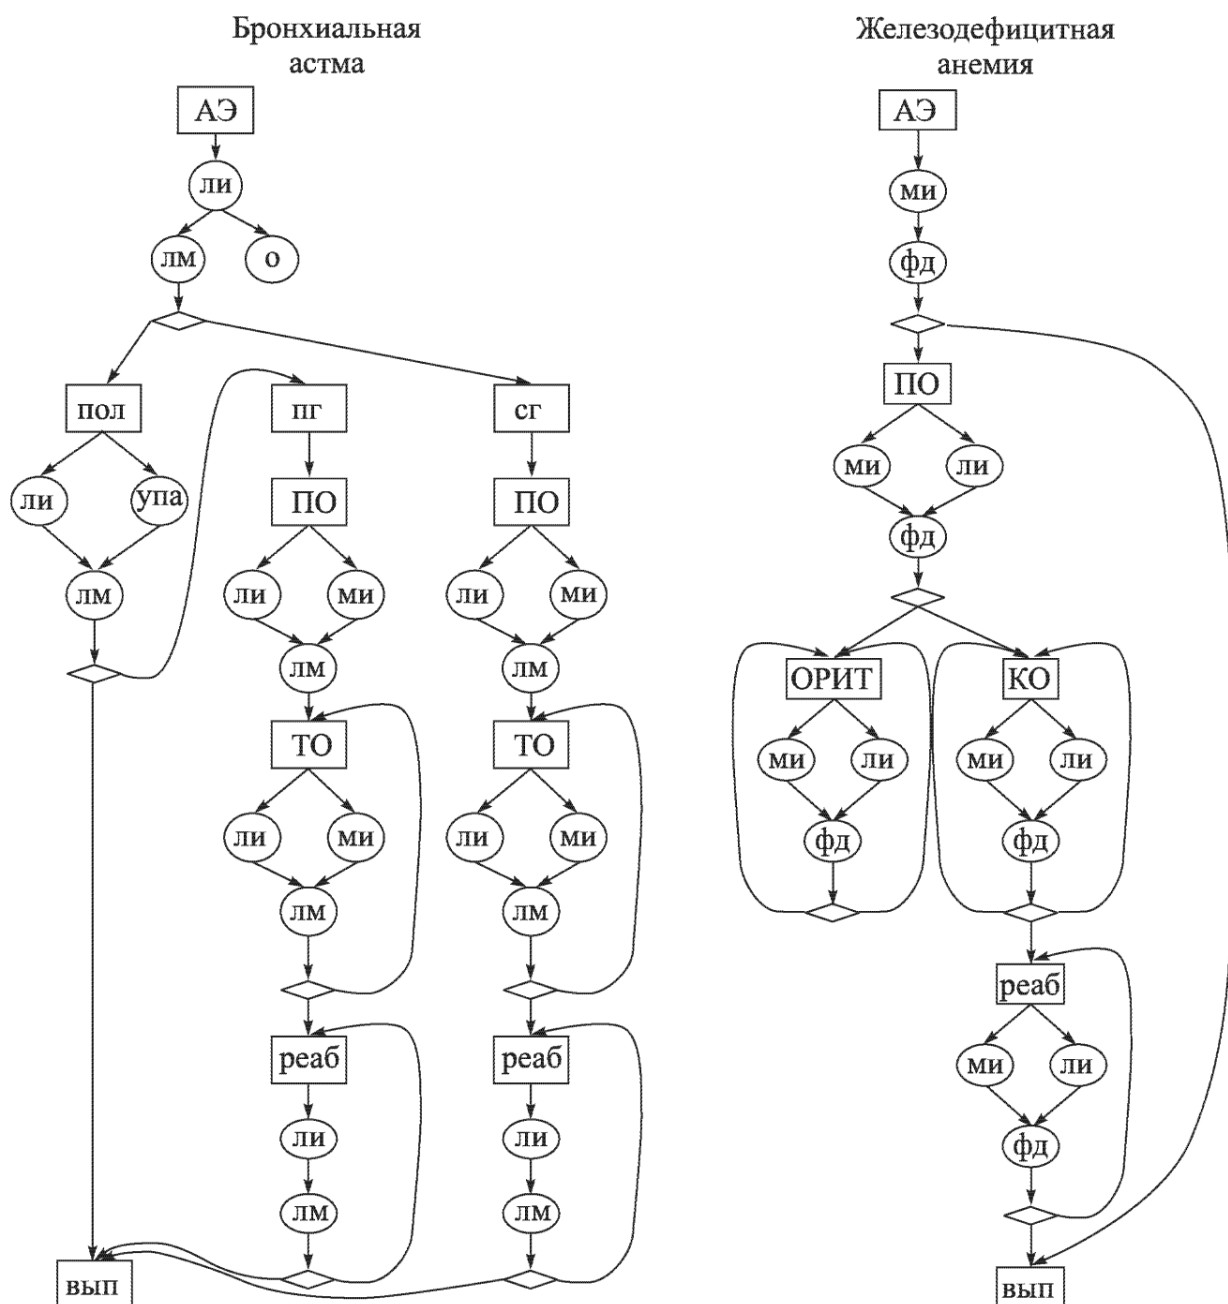 Бронхиальная
астма
АЭ
ли
лм
о
пол
пг
сг
ли
упа
ПО
ПО
лм
ли
ми
ли
ми
лм
лм
ТО
ТО
ли
ми
ли
ми
лм
лм
реаб
реаб
ли
ли
лм
лм
вып
Железодефицитная
анемия
АЭ
ми
фд
ПО
ми
ли
фд
ОРИТ
КО
ми
ли
ми
ли
фд
фд
реаб
ми
ли
фд
вып